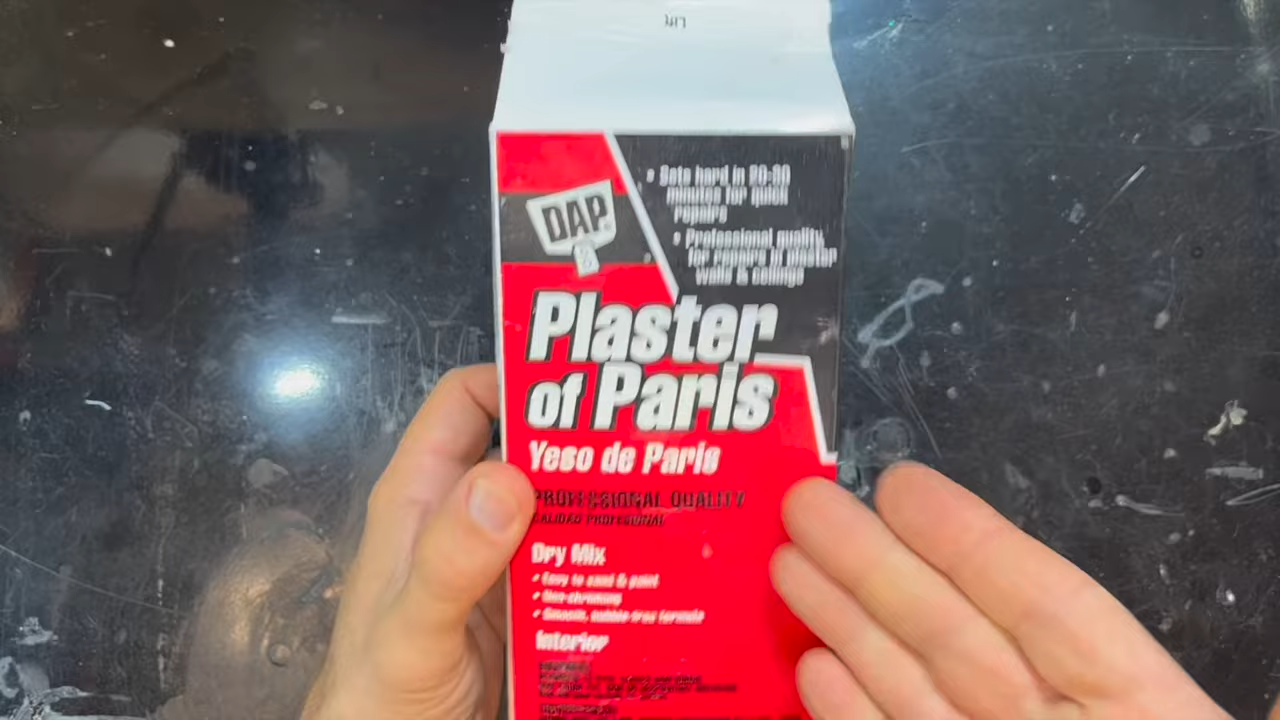 Lift
DAP
• Sets hard in 20-30
minutes for quick
repairs
• Professional quality
for repairs in plaster
walls & ceilings
Plaster
of Paris
Yeso de Paris
PROFESSIONAL QUALITY
CALIDAD PROFESIONAL
Dry Mix
✓ Easy to sand & paint
✓ Non-shrinking
✓ Smooth, bubble-free formula
Interior